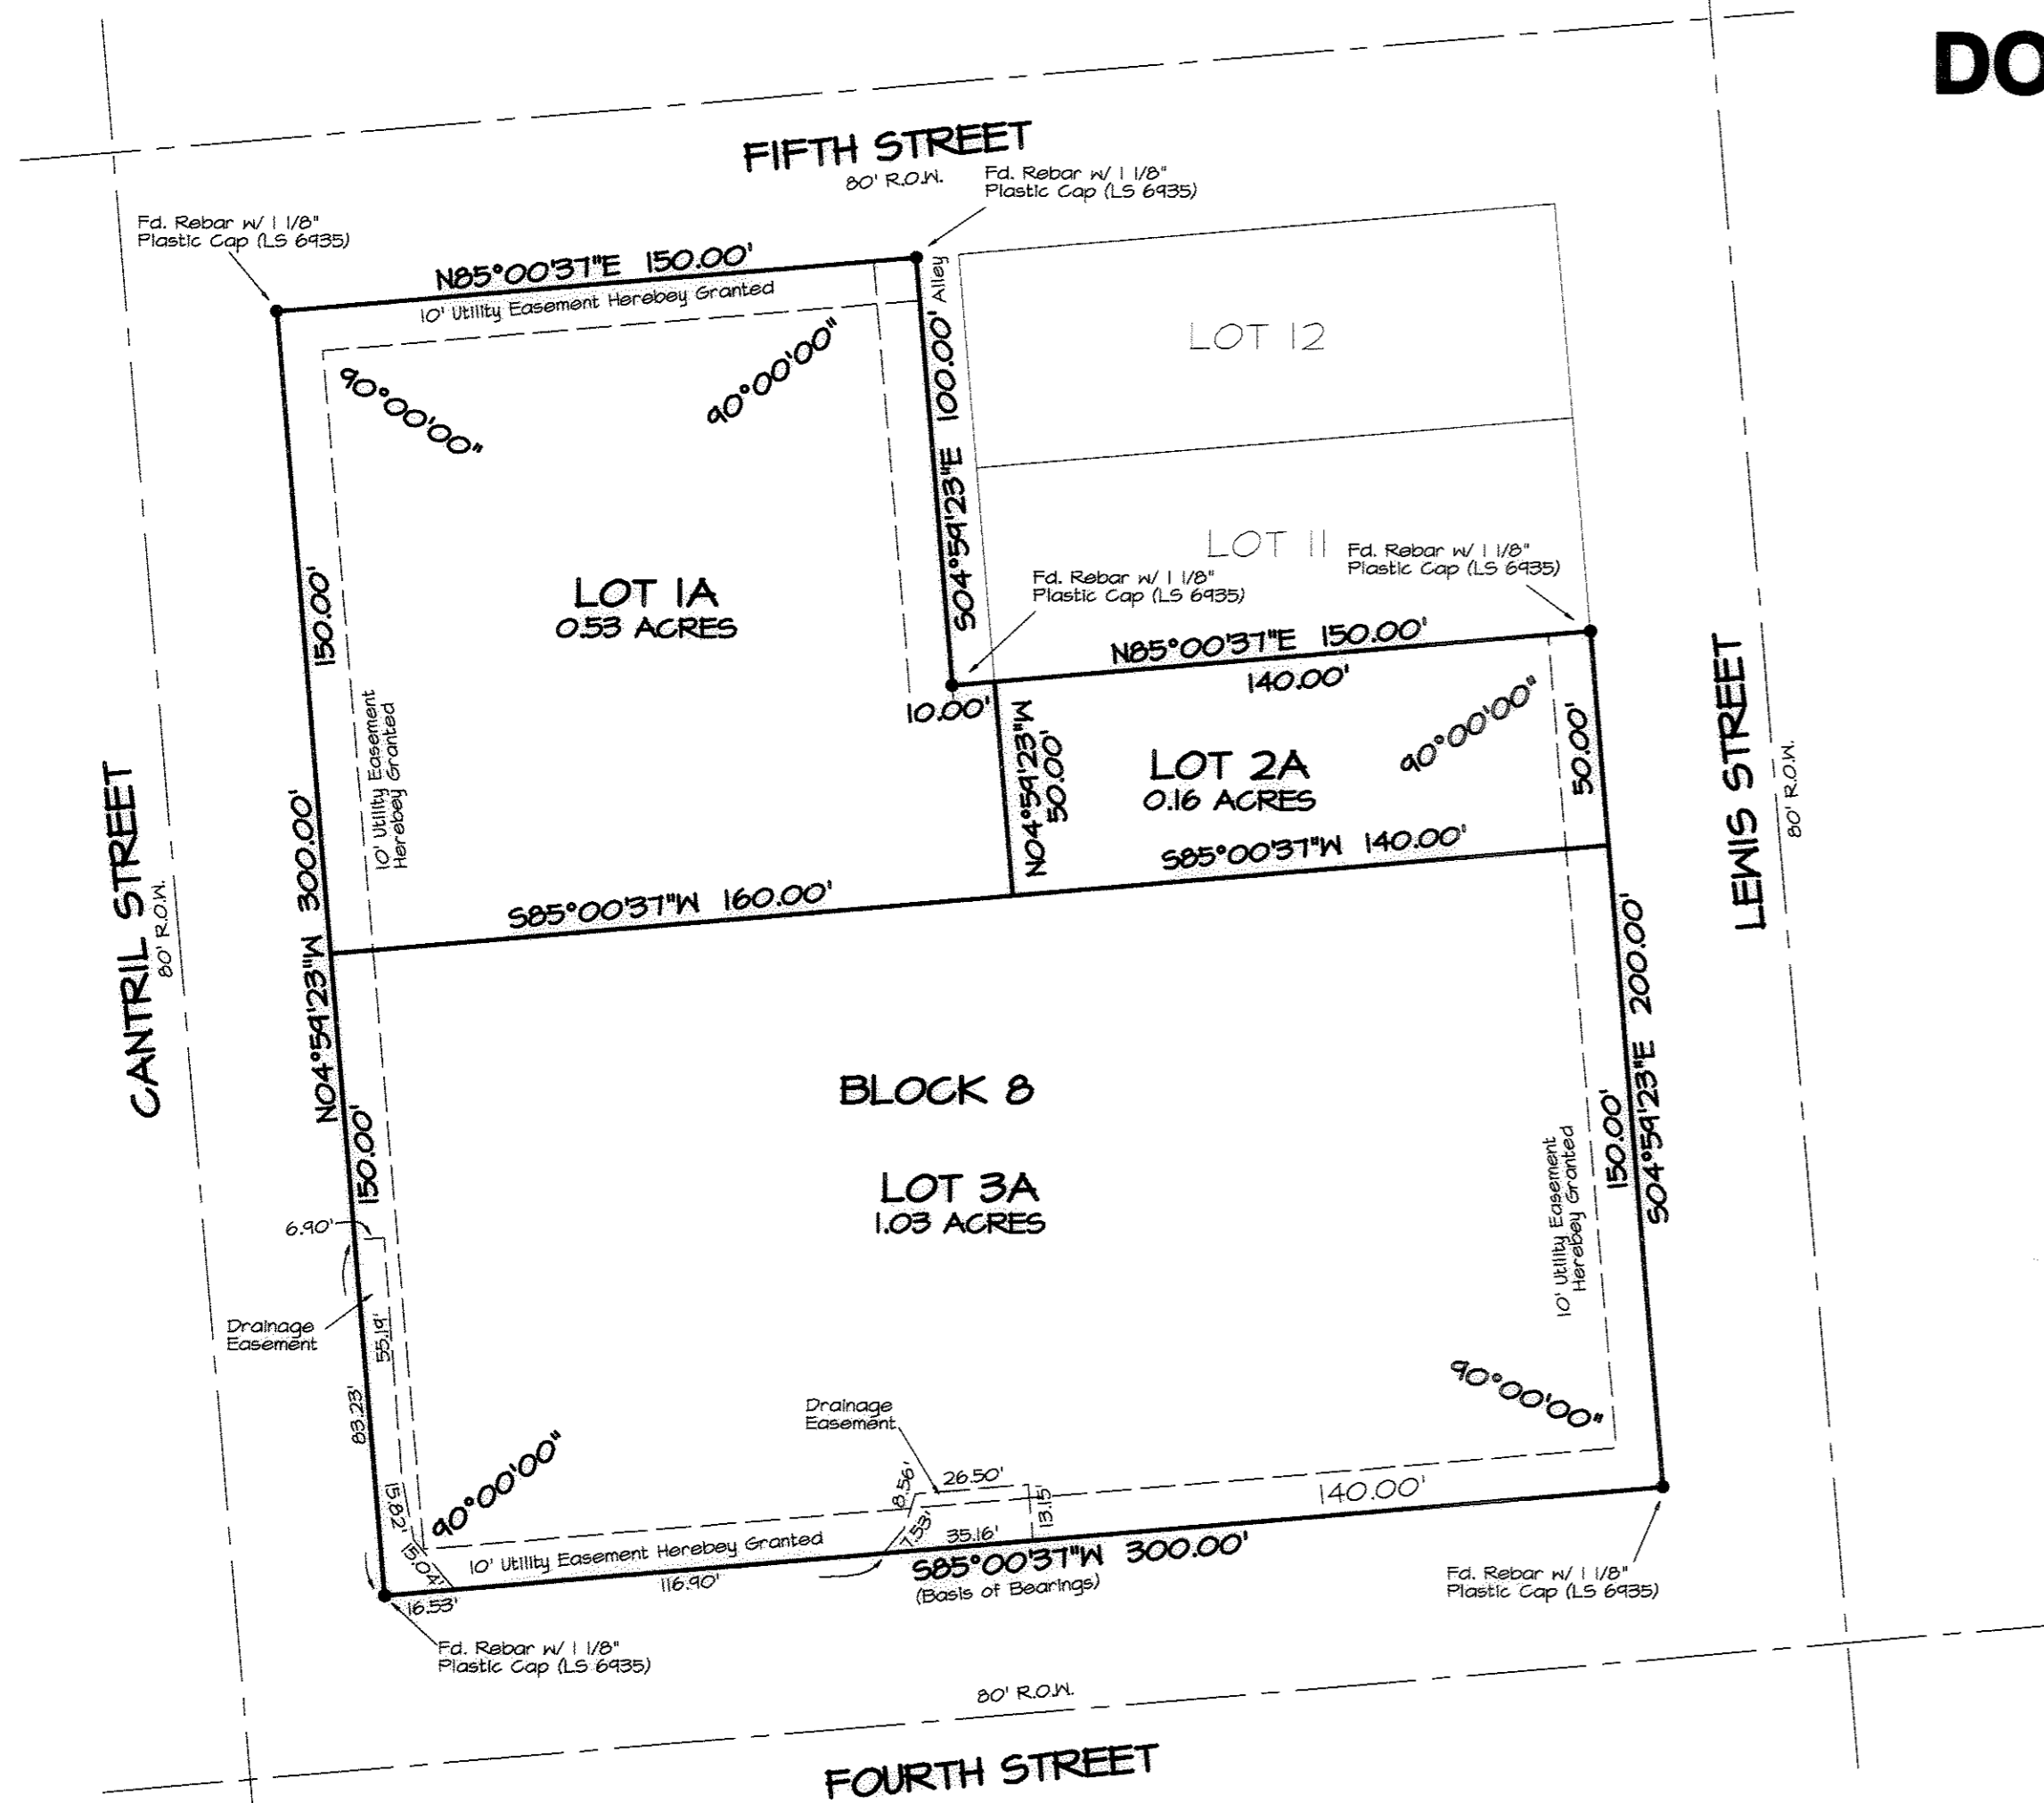 DO
FIFTH STREET
80' R.O.W.
Fd. Rebar w/ 1 1/8"
Plastic Cap (LS 6935)
Fd. Rebar w/ 1 1/8"
Plastic Cap (LS 6935)
N85°00'37"E 150.00'
10' Utility Easement Herebey Granted
90°00'00"
90°00'00"
Alley
S04°59'23"E 100.00'
LOT 12
LOT 11
Fd. Rebar w/ 1 1/8"
Plastic Cap (LS 6935)
Fd. Rebar w/ 1 1/8"
Plastic Cap (LS 6935)
150.00'
LOT 1A
0.53 ACRES
N85°00'37"E 150.00'
140.00'
10.00'
N04°59'23"W
50.00'
LOT 2A
0.16 ACRES
90°00'00"
50.00'
LEWIS STREET
80' R.O.W.
10' Utility Easement
Herebey Granted
CANTRIL STREET
80' R.O.W.
N04°59'23"W 300.00'
S85°00'37"W 160.00'
S85°00'37"W 140.00'
S04°59'23"E 200.00'
150.00'
BLOCK 8
LOT 3A
1.03 ACRES
10' Utility Easement
Herebey Granted
150.00'
6.90'
Drainage
Easement
55.19'
83.23'
15.82'
15.04'
90°00'00"
90°00'00"
Drainage
Easement
8.56'
26.50'
7.53'
35.16'
13.15'
140.00'
10' Utility Easement Herebey Granted
116.90'
16.53'
S85°00'37"W 300.00'
(Basis of Bearings)
Fd. Rebar w/ 1 1/8"
Plastic Cap (LS 6935)
Fd. Rebar w/ 1 1/8"
Plastic Cap (LS 6935)
80' R.O.W.
FOURTH STREET